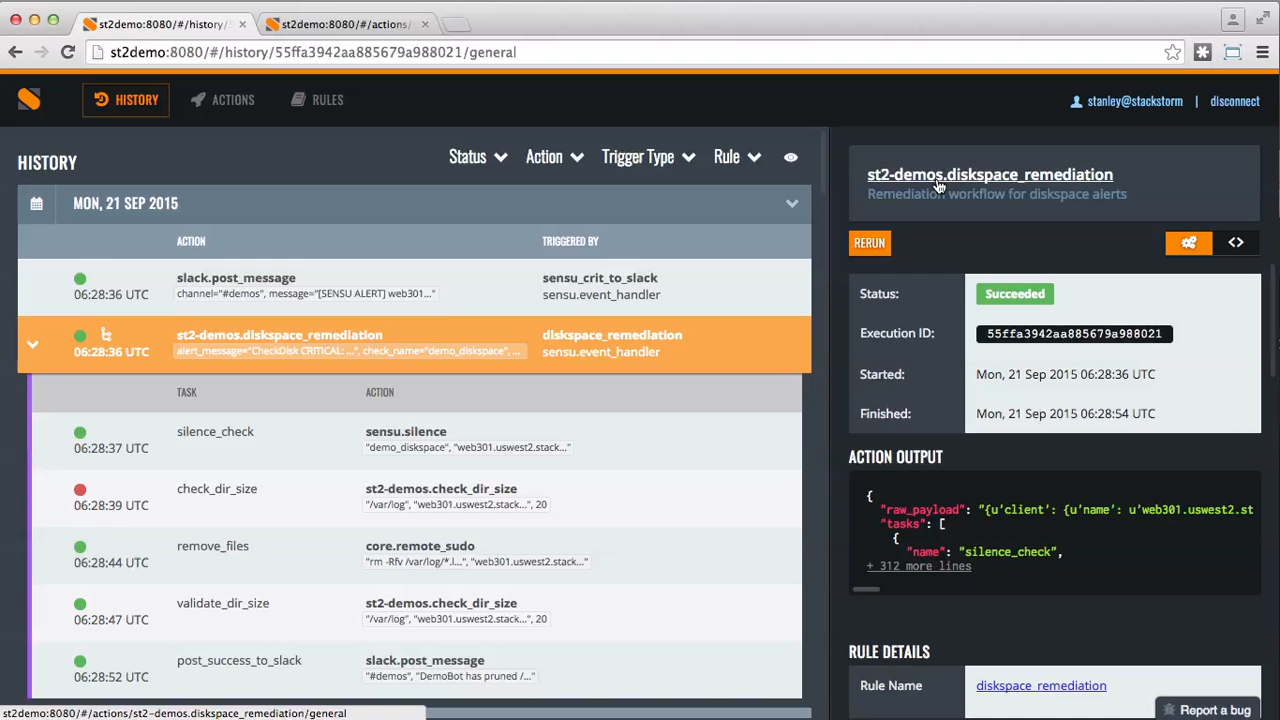 st2demo:8080/#/history/5
st2demo:8080/#/actions/
st2demo:8080/#/history/55ffa3942aa885679a988021/general
HISTORY
ACTIONS
RULES
stanley@stackstorm | disconnect
HISTORY
Status
Action
Trigger Type
Rule
MON, 21 SEP 2015
ACTION
TRIGGERED BY
06:28:36 UTC
slack.post_message
channel="#demos", message="[SENSU ALERT] web301..."
sensu_crit_to_slack
sensu.event_handler
06:28:36 UTC
st2-demos.diskspace_remediation
alert_message="CheckDisk CRITICAL: ...", check_name="demo_diskspace", ...
diskspace_remediation
sensu.event_handler
TASK
ACTION
06:28:37 UTC
silence_check
sensu.silence
"demo_diskspace", "web301.uswest2.stack..."
06:28:39 UTC
check_dir_size
st2-demos.check_dir_size
"/var/log", "web301.uswest2.stack...", 20
06:28:44 UTC
remove_files
core.remote_sudo
"rm -Rfv /var/log/*.l...", "web301.uswest2.stack..."
06:28:47 UTC
validate_dir_size
st2-demos.check_dir_size
"/var/log", "web301.uswest2.stack...", 20
06:28:52 UTC
post_success_to_slack
slack.post_message
"#demos", "DemoBot has pruned /..."
st2demo:8080/#/actions/st2-demos.diskspace_remediation/general
st2-demos.diskspace_remediation
Remediation workflow for diskspace alerts
RERUN
<>
Status:
Succeeded
Execution ID:
55ffa3942aa885679a988021
Started:
Mon, 21 Sep 2015 06:28:36 UTC
Finished:
Mon, 21 Sep 2015 06:28:54 UTC
ACTION OUTPUT
{
"raw_payload": "{u'client': {u'name': u'web301.uswest2.st
"tasks": [
{
"name": "silence_check",
+ 312 more lines
RULE DETAILS
Rule Name
diskspace_remediation
Report a bug